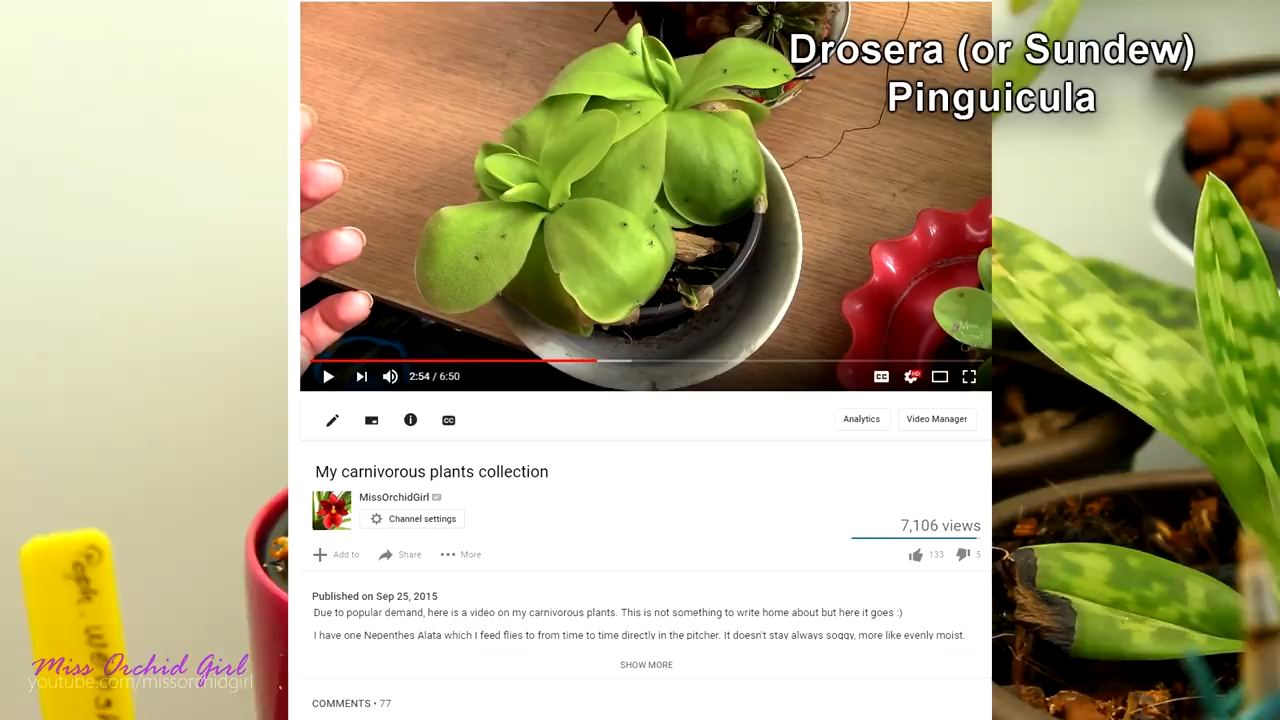 Drosera (or Sundew)
Pinguicula
2:54 / 6:50
CC
HD
Analytics
Video Manager
My carnivorous plants collection
MissOrchidGirl
Channel settings
7,106 views
Add to
Share
More
133
5
Published on Sep 25, 2015
Due to popular demand, here is a video on my carnivorous plants. This is not something to write home about but here it goes :)
I have one Nepenthes Alata which I feed flies to from time to time directly in the pitcher. It doesn't stay always soggy, more like evenly moist.
SHOW MORE
COMMENTS • 77
Miss Orchid Girl
youtube.com/missorchidgirl